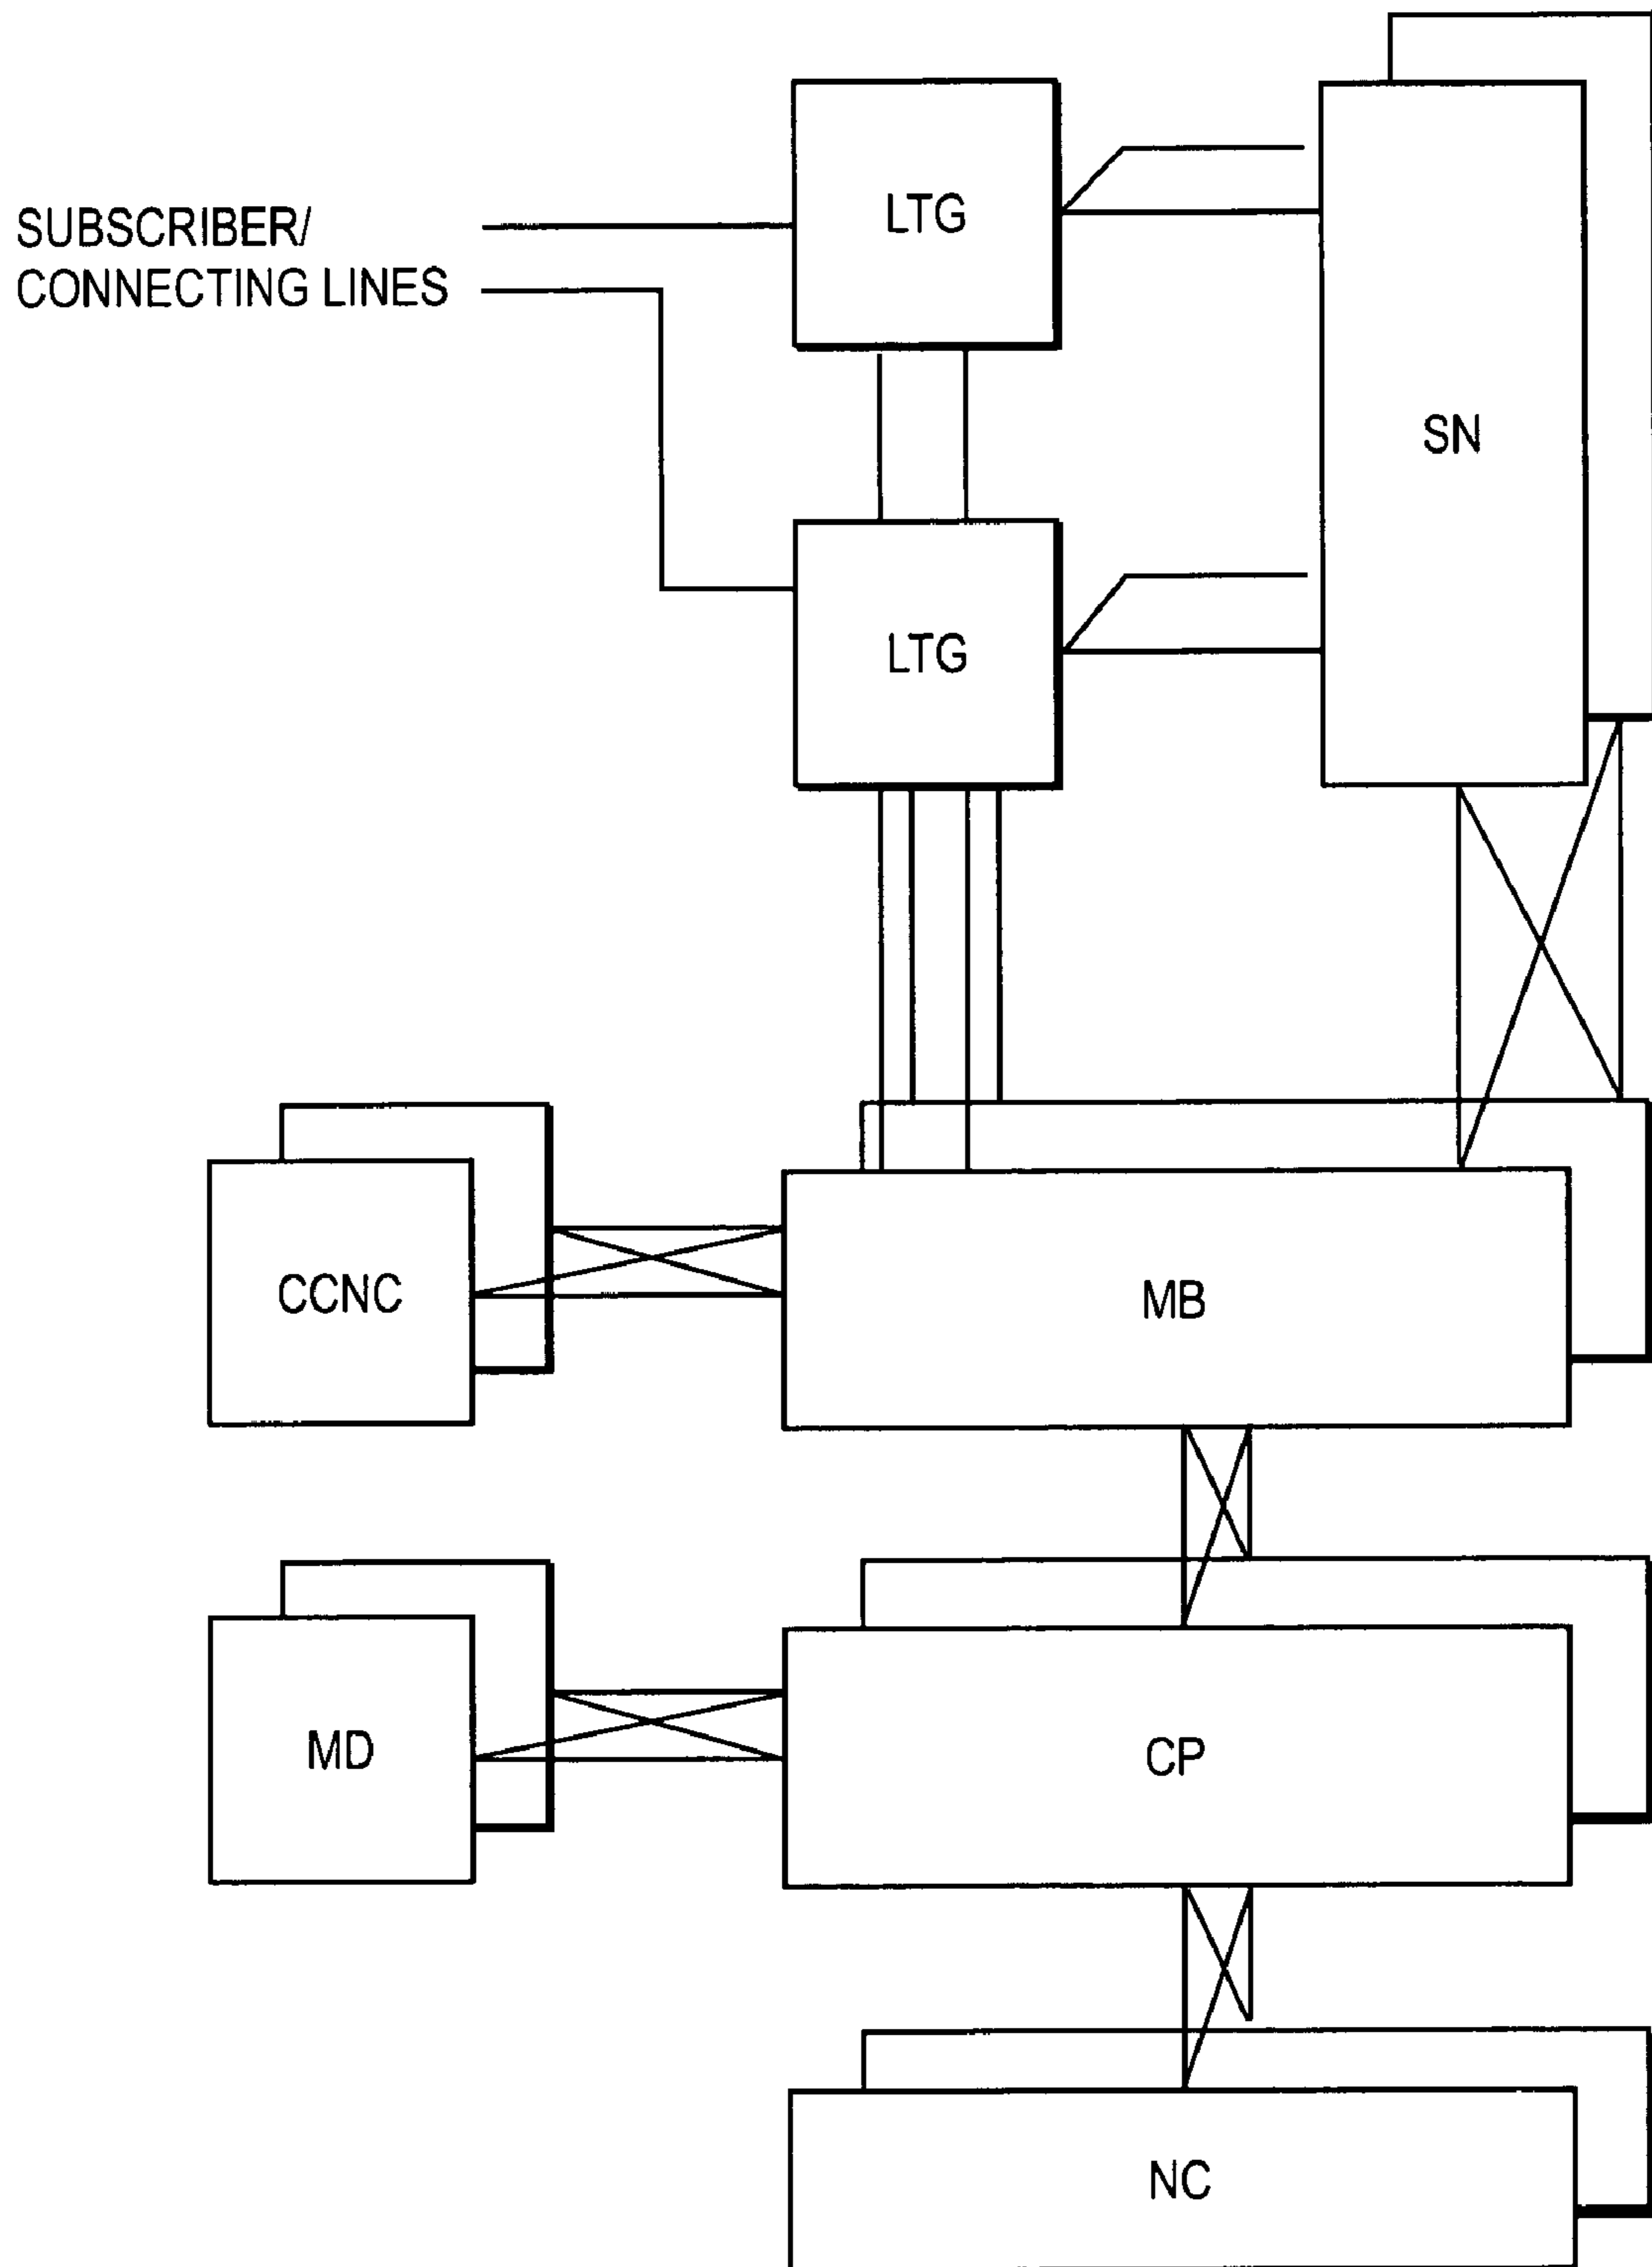 LTG
SUBSCRIBER/
CONNECTING LINES
SN
LTG
CCNC
MB
MD
CP
NC